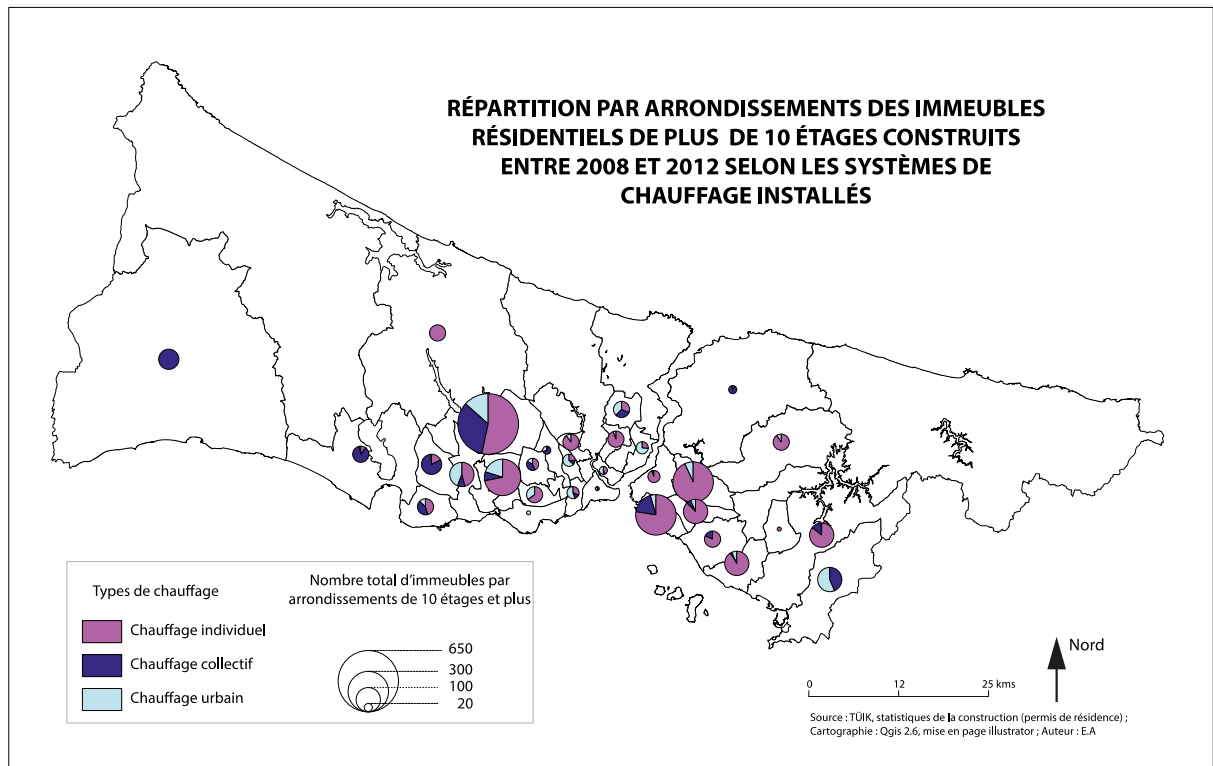 RÉPARTITION PAR ARRONDISSEMENTS DES IMMEUBLES
RÉSIDENTIELS DE PLUS DE 10 ÉTAGES CONSTRUITS
ENTRE 2008 ET 2012 SELON LES SYSTÈMES DE
CHAUFFAGE INSTALLÉS
Types de chauffage
Chauffage individuel
Chauffage collectif
Chauffage urbain
Nombre total d'immeubles par
arrondissements de 10 étages et plus
650
300
100
20
Nord
0 12 25 kms
Source : TÜIK, statistiques de la construction (permis de résidence) ;
Cartographie : Qgis 2.6, mise en page illustrator ; Auteur : E.A